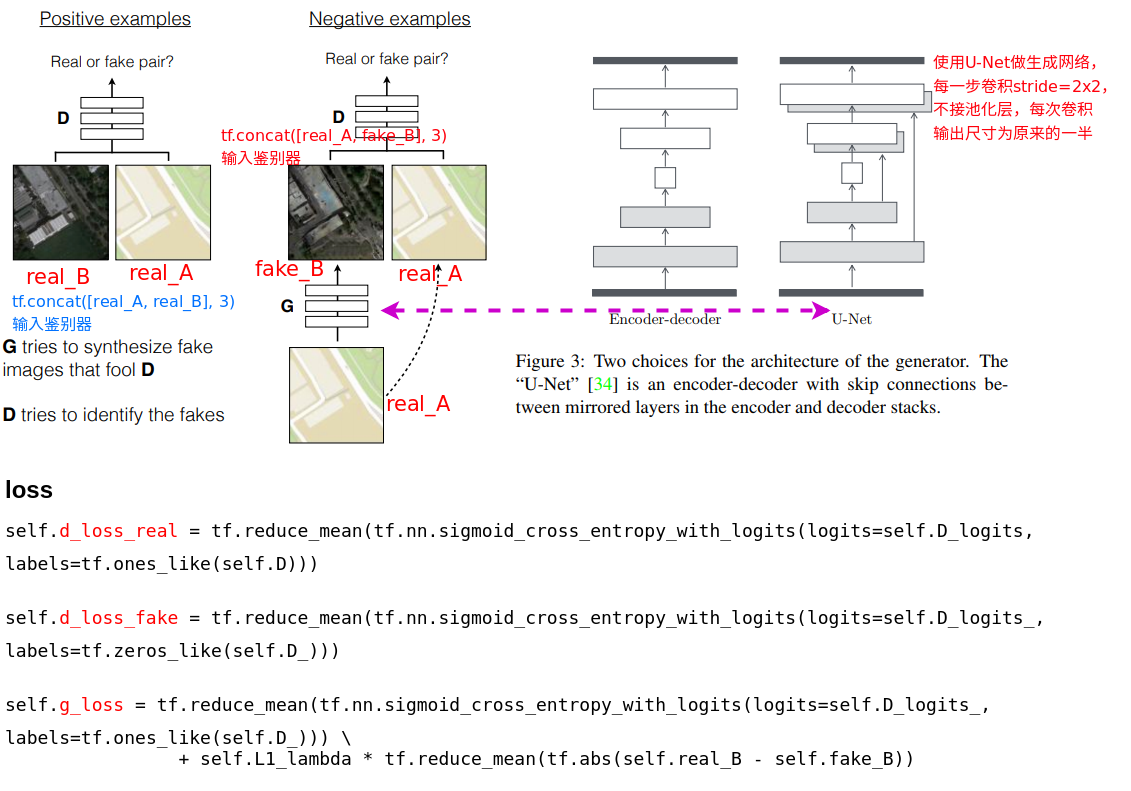 Positive examples
Negative examples
Real or fake pair?
Real or fake pair?
D
D
tf.concat([real_A, fake_B], 3)
输入鉴别器
real_B
real_A
fake_B
real_A
tf.concat([real_A, real_B], 3)
输入鉴别器
G
G tries to synthesize fake
images that fool D
D tries to identify the fakes
real_A
使用U-Net做生成网络，
每一步卷积stride=2x2，
不接池化层，每次卷积
输出尺寸为原来的一半
Encoder-decoder
U-Net
Figure 3: Two choices for the architecture of the generator. The
“U-Net” [34] is an encoder-decoder with skip connections be-
tween mirrored layers in the encoder and decoder stacks.
loss
self.d_loss_real = tf.reduce_mean(tf.nn.sigmoid_cross_entropy_with_logits(logits=self.D_logits,
labels=tf.ones_like(self.D)))
self.d_loss_fake = tf.reduce_mean(tf.nn.sigmoid_cross_entropy_with_logits(logits=self.D_logits_,
labels=tf.zeros_like(self.D_)))
self.g_loss = tf.reduce_mean(tf.nn.sigmoid_cross_entropy_with_logits(logits=self.D_logits_,
labels=tf.ones_like(self.D_))) \
+ self.L1_lambda * tf.reduce_mean(tf.abs(self.real_B - self.fake_B))